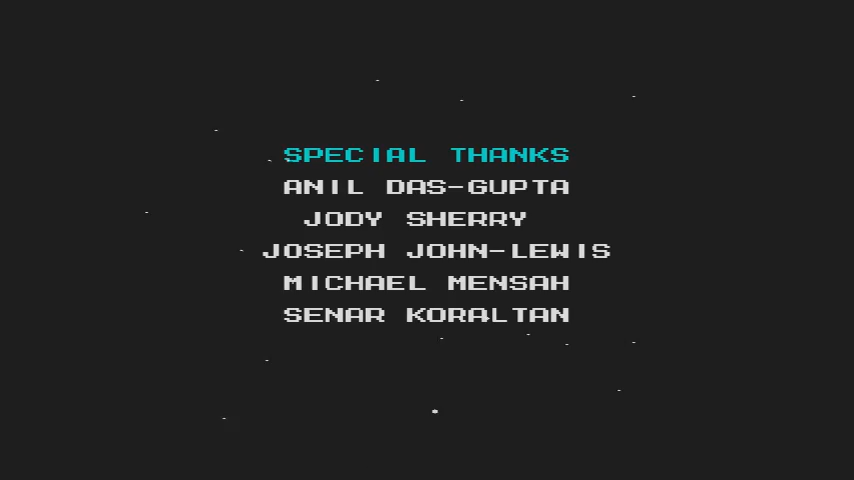 SPECIAL THANKS
ANIL DAS-GUPTA
JODY SHERRY
JOSEPH JOHN-LEWIS
MICHAEL MENSAH
SENAR KORALTAN